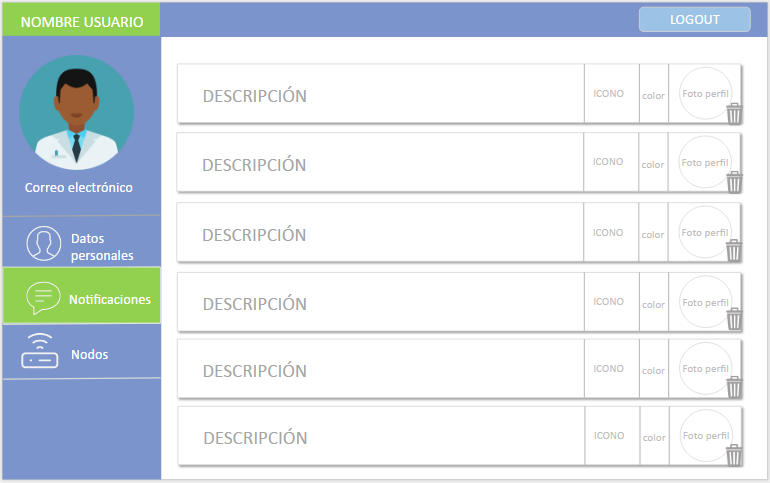 NOMBRE USUARIO
LOGOUT
Correo electrónico
Datos
personales
Notificaciones
Nodos
DESCRIPCIÓN ICONO color Foto perfil
DESCRIPCIÓN ICONO color Foto perfil
DESCRIPCIÓN ICONO color Foto perfil
DESCRIPCIÓN ICONO color Foto perfil
DESCRIPCIÓN ICONO color Foto perfil
DESCRIPCIÓN ICONO color Foto perfil